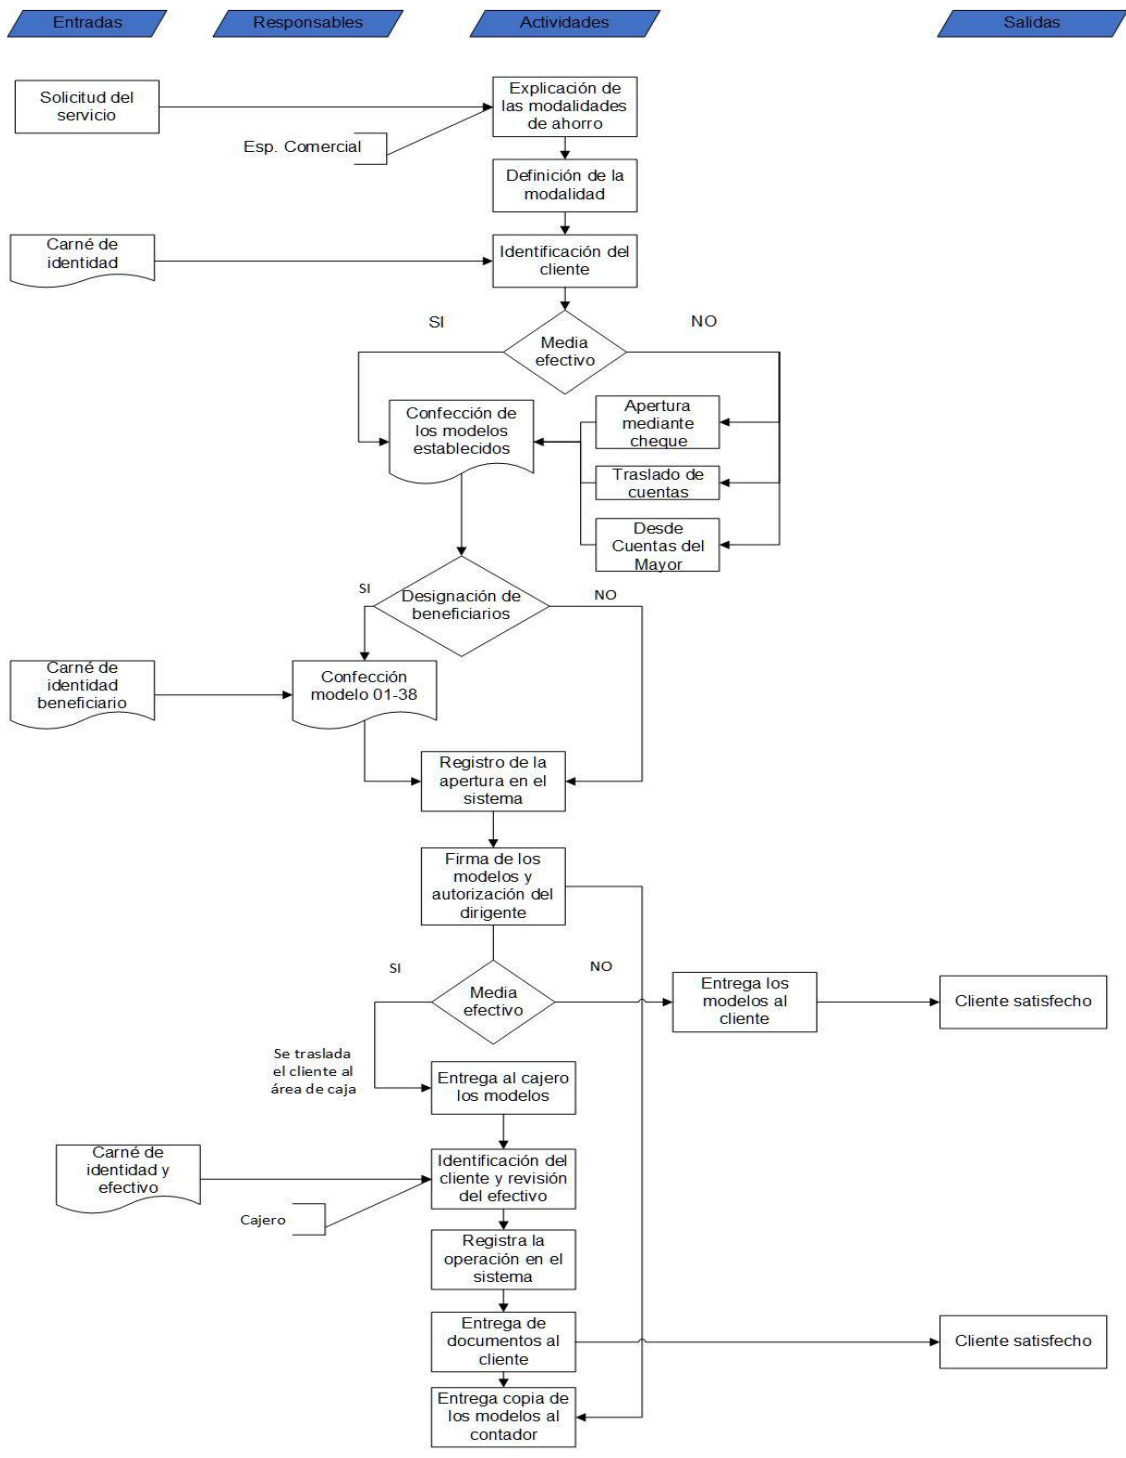 Entradas
Responsables
Actividades
Salidas
Solicitud del
servicio
Explicación de
las modalidades
de ahorro
Esp. Comercial
Definición de la
modalidad
Carné de
identidad
Identificación del
cliente
SI
NO
Media
efectivo
Confección de
los modelos
establecidos
Apertura
mediante
cheque
Traslado de
cuentas
Desde
Cuentas del
Mayor
SI
Designación de
beneficiarios
NO
Carné de
identidad
beneficiario
Confección
modelo 01-38
Registro de la
apertura en el
sistema
Firma de los
modelos y
autorización del
dirigente
SI
NO
Media
efectivo
Entrega los
modelos al
cliente
Cliente satisfecho
Se traslada
el cliente al
área de caja
Entrega al cajero
los modelos
Carné de
identidad y
efectivo
Identificación del
cliente y revisión
del efectivo
Cajero
Registra la
operación en el
sistema
Entrega de
documentos al
cliente
Cliente satisfecho
Entrega copia de
los modelos al
contador